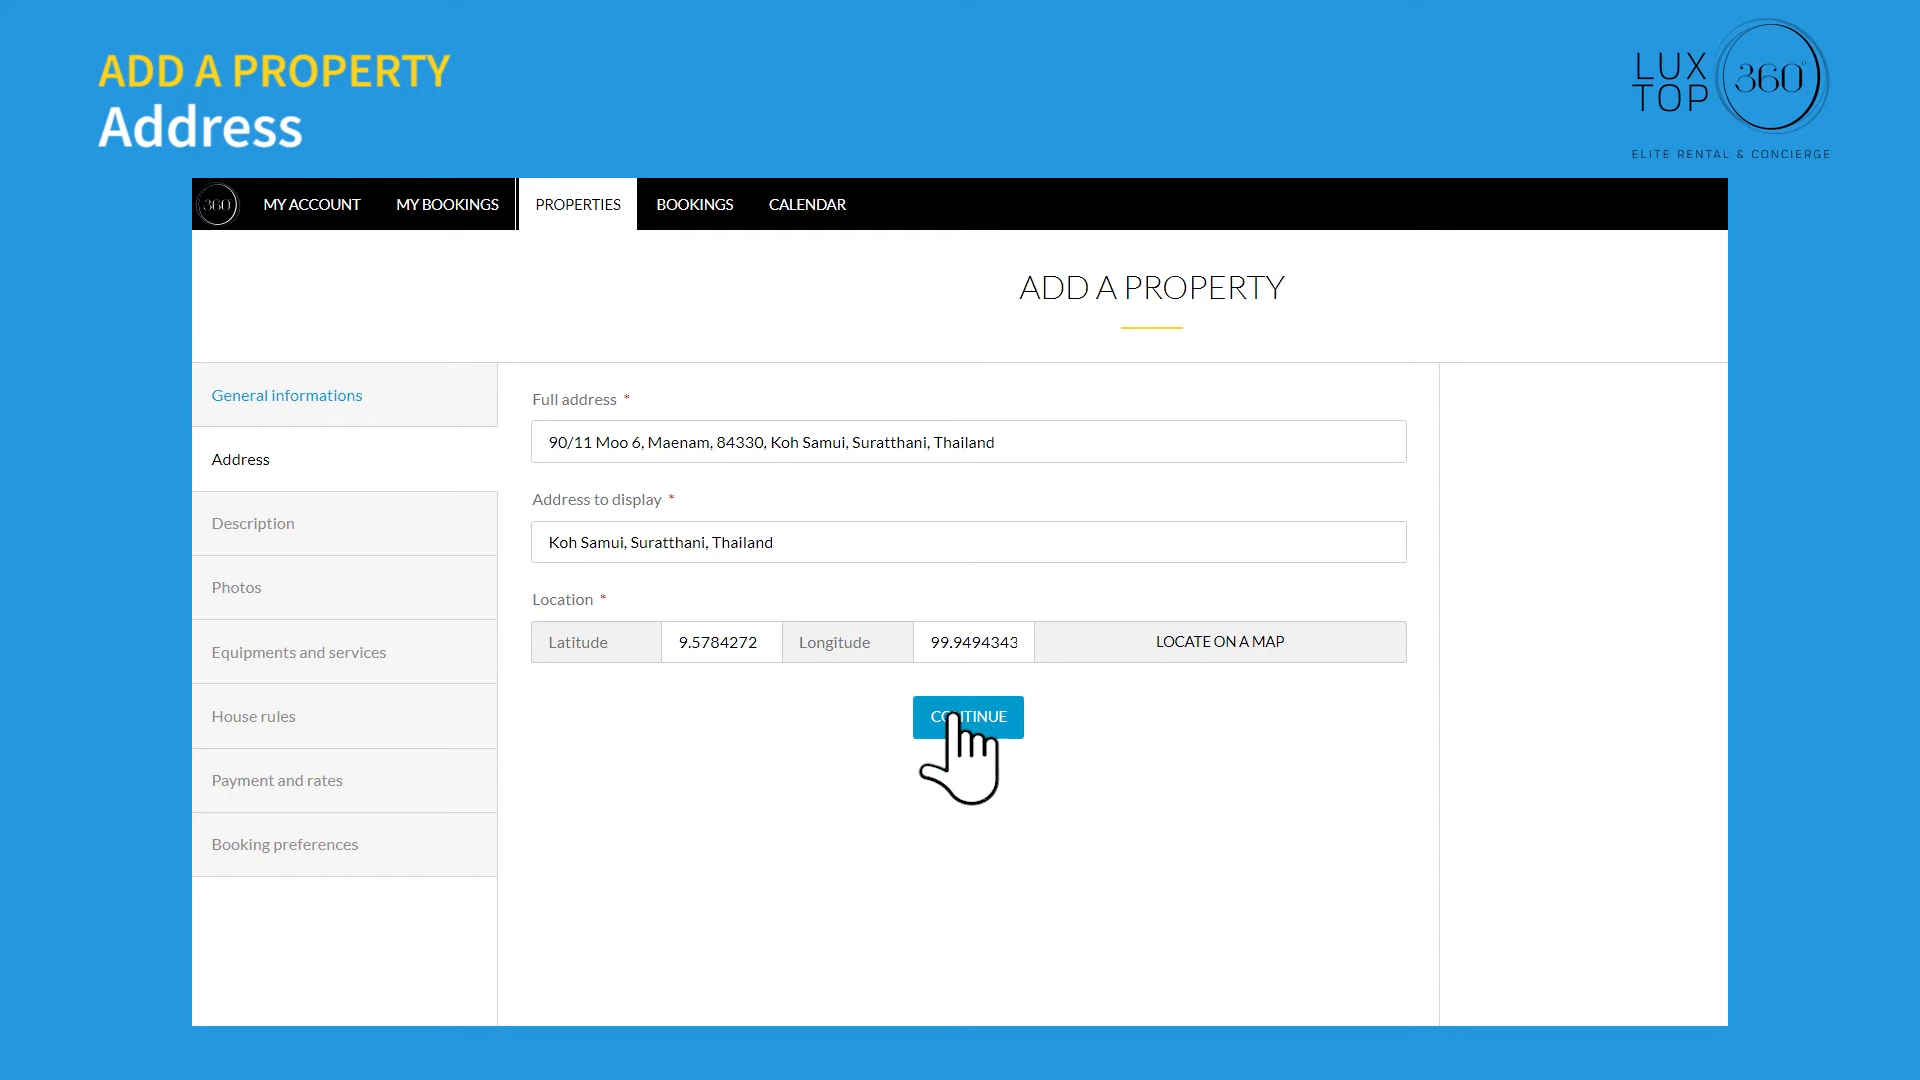 ADD A PROPERTY
Address
LUX
TOP
360°
ELITE RENTAL & CONCIERGE
360
MY ACCOUNT
MY BOOKINGS
PROPERTIES
BOOKINGS
CALENDAR
ADD A PROPERTY
General informations
Address
Description
Photos
Equipments and services
House rules
Payment and rates
Booking preferences
Full address *
90/11 Moo 6, Maenam, 84330, Koh Samui, Suratthani, Thailand
Address to display *
Koh Samui, Suratthani, Thailand
Location *
Latitude 9.5784272 Longitude 99.9494343 LOCATE ON A MAP
CONTINUE